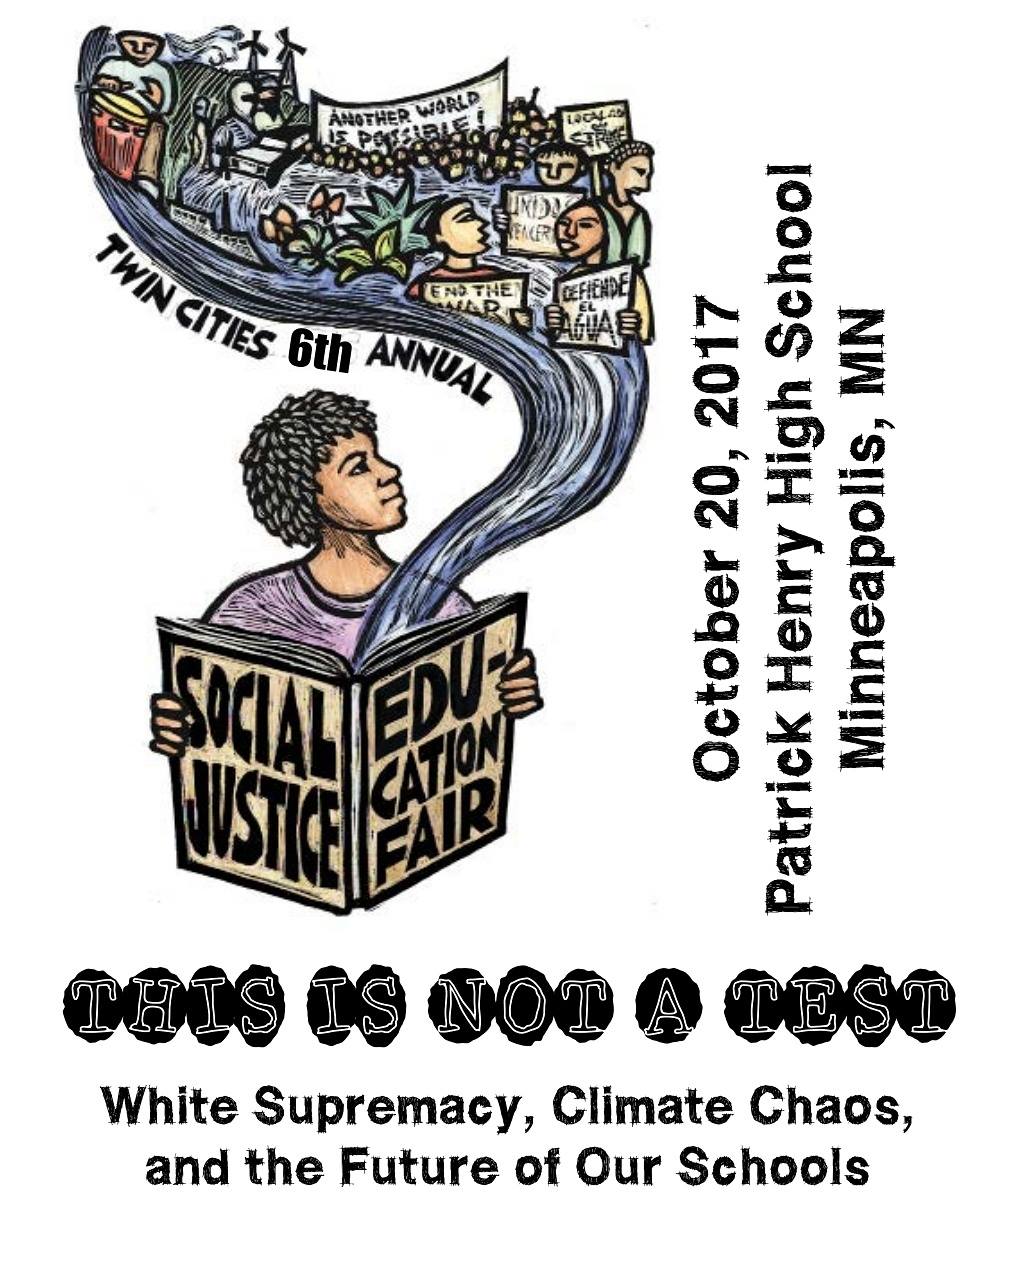 ANOTHER WORLD
IS POSSIBLE!
LOCAL
STRIKE
UNIDOS
END THE
WAR
DEFIENDE
EL
AGUA
TWIN CITIES 6th ANNUAL
SOCIAL
JUSTICE
EDU-
CATION
FAIR
October 20, 2017
Patrick Henry High School
Minneapolis, MN
THIS IS NOT A TEST
White Supremacy, Climate Chaos,
and the Future of Our Schools